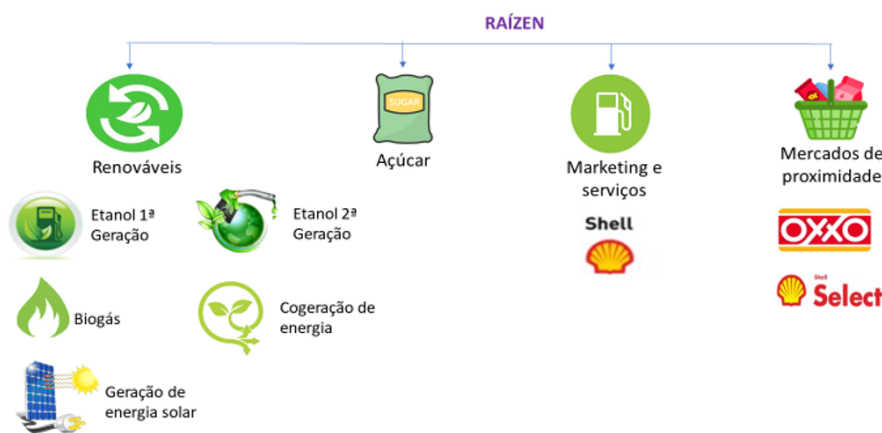 RAÍZEN
SUGAR
Renováveis
Açúcar
Marketing e
serviços
Mercados de
proximidade
Etanol 1ª
Geração
Etanol 2ª
Geração
Shell
OXXO
Biogás
Cogeração de
energia
Shell
Select
Geração de
energia solar